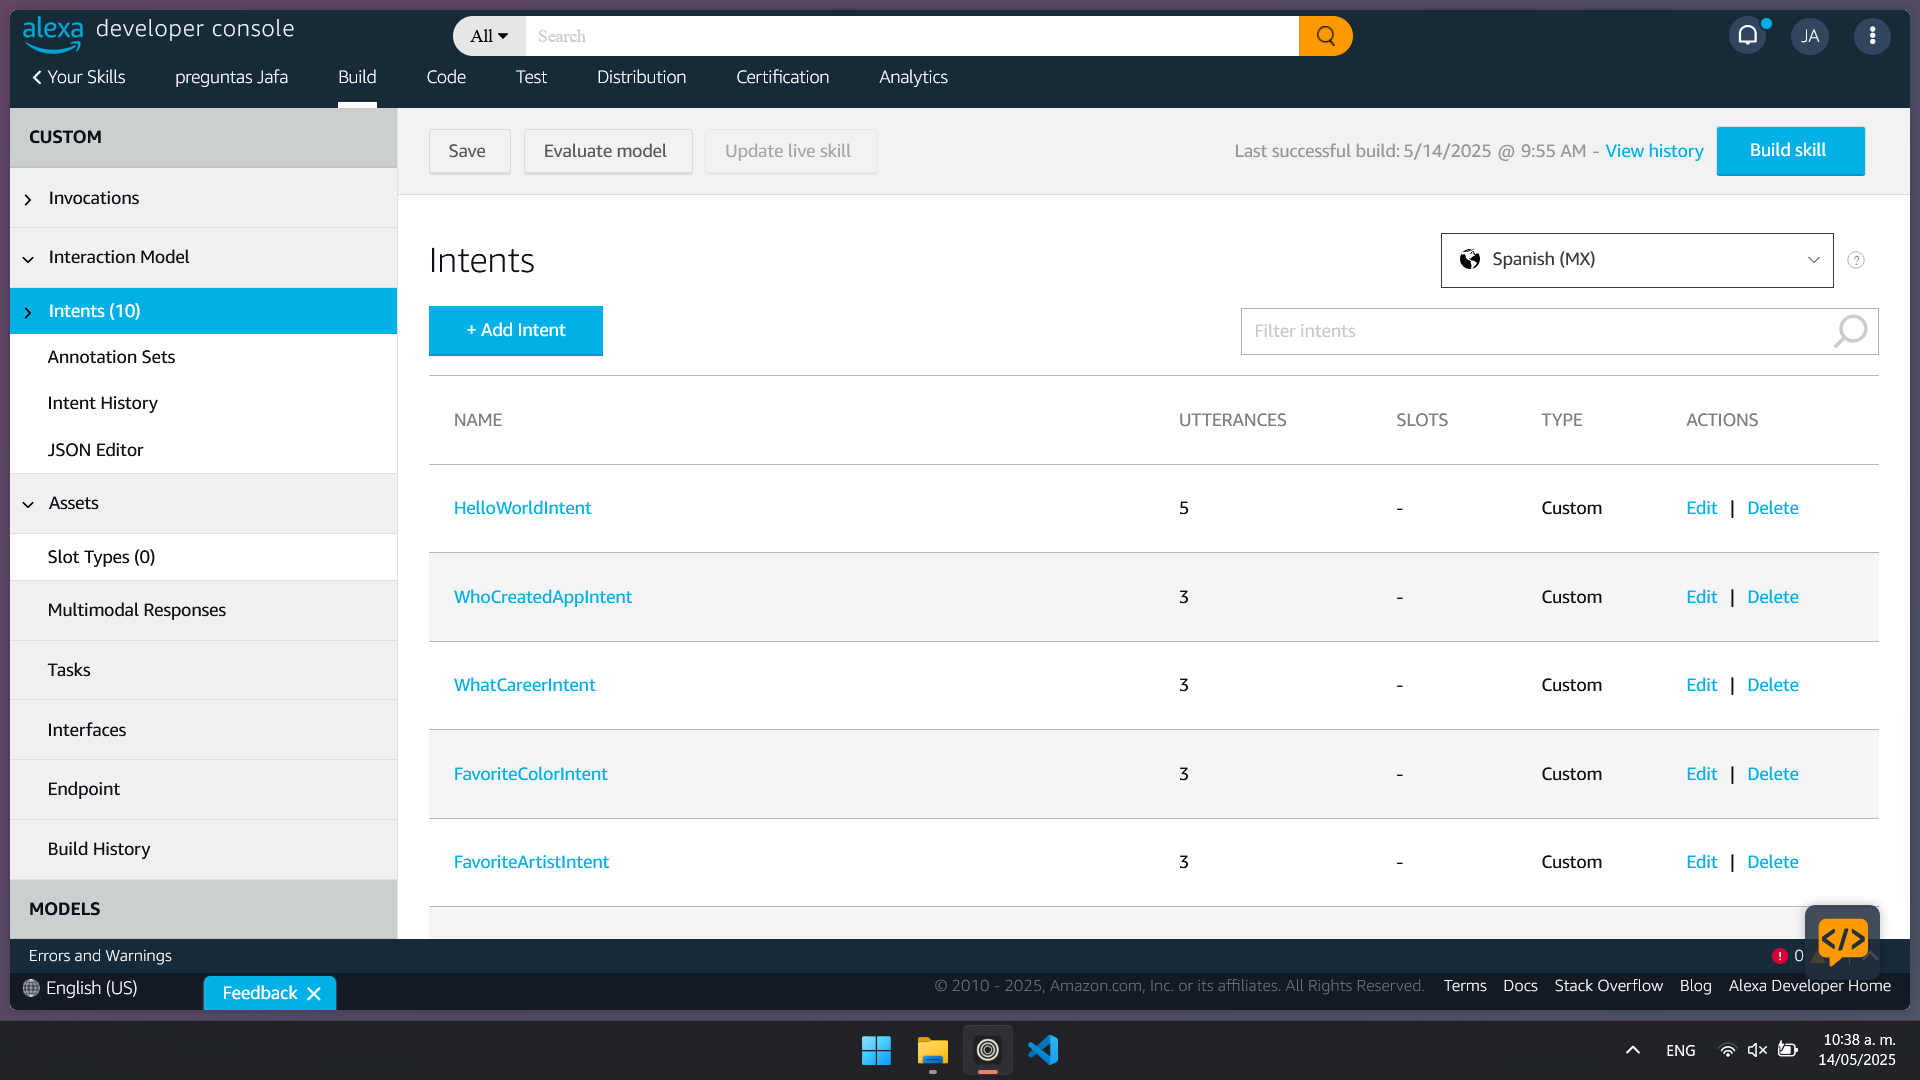 alexa developer console
All
Search
JA
Your Skills
preguntas Jafa
Build
Code
Test
Distribution
Certification
Analytics
CUSTOM
Save
Evaluate model
Update live skill
Last successful build: 5/14/2025 @ 9:55 AM - View history
Build skill
Invocations
Interaction Model
Intents (10)
Annotation Sets
Intent History
JSON Editor
Assets
Slot Types (0)
Multimodal Responses
Tasks
Interfaces
Endpoint
Build History
MODELS
Intents
Spanish (MX)
?
+ Add Intent
Filter intents
NAME UTTERANCES SLOTS TYPE ACTIONS
HelloWorldIntent 5 - Custom Edit | Delete
WhoCreatedAppIntent 3 - Custom Edit | Delete
WhatCareerIntent 3 - Custom Edit | Delete
FavoriteColorIntent 3 - Custom Edit | Delete
FavoriteArtistIntent 3 - Custom Edit | Delete
Errors and Warnings
! 0
</>
English (US)
Feedback
© 2010 - 2025, Amazon.com, Inc. or its affiliates. All Rights Reserved.
Terms
Docs
Stack Overflow
Blog
Alexa Developer Home
ENG
10:38 a. m.
14/05/2025